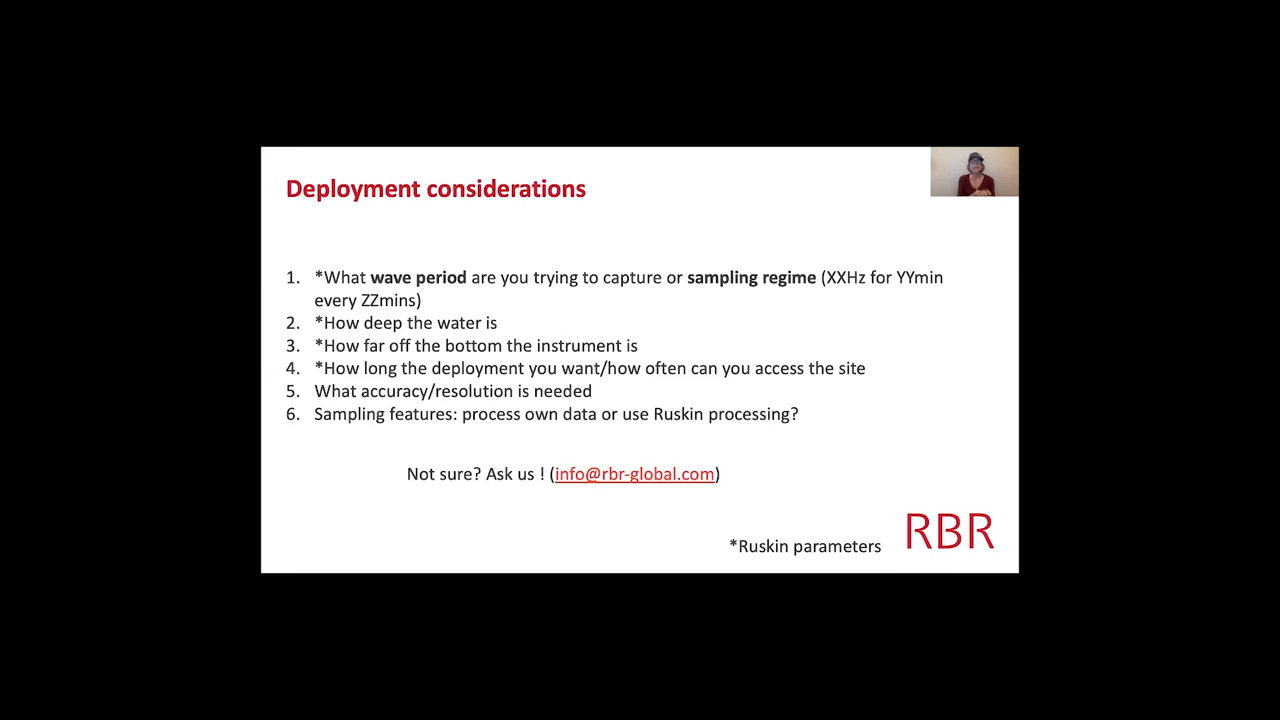 Deployment considerations
1. *What wave period are you trying to capture or sampling regime (XXHz for YYmin
every ZZmins)
2. *How deep the water is
3. *How far off the bottom the instrument is
4. *How long the deployment you want/how often can you access the site
5. What accuracy/resolution is needed
6. Sampling features: process own data or use Ruskin processing?
Not sure? Ask us ! (info@rbr-global.com)
*Ruskin parameters
RBR